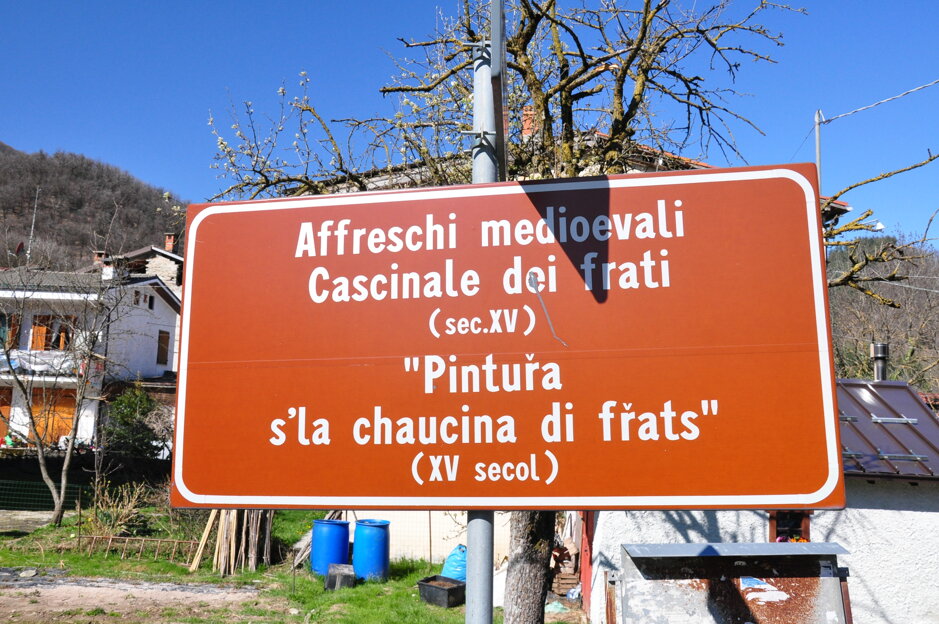 Affreschi medioevali
Cascinale dei frati
(sec.XV)
"Pintuřa
s'la chaucina di fřats"
(XV secol)